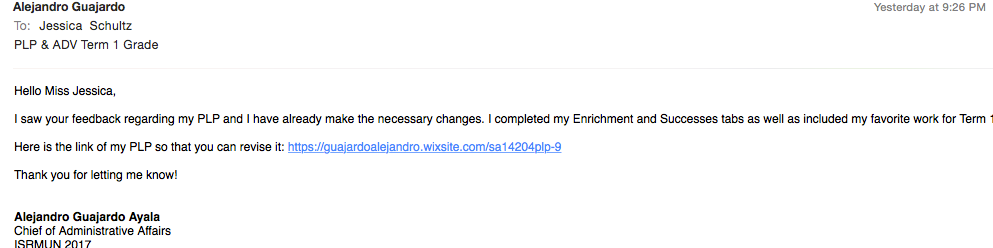 Alejandro Guajardo
Yesterday at 9:26 PM
To: Jessica Schultz
PLP & ADV Term 1 Grade
Hello Miss Jessica,
I saw your feedback regarding my PLP and I have already make the necessary changes. I completed my Enrichment and Successes tabs as well as included my favorite work for Term 1
Here is the link of my PLP so that you can revise it: https://guajardoalejandro.wixsite.com/sa14204plp-9
Thank you for letting me know!
Alejandro Guajardo Ayala
Chief of Administrative Affairs
ISRMUN 2017